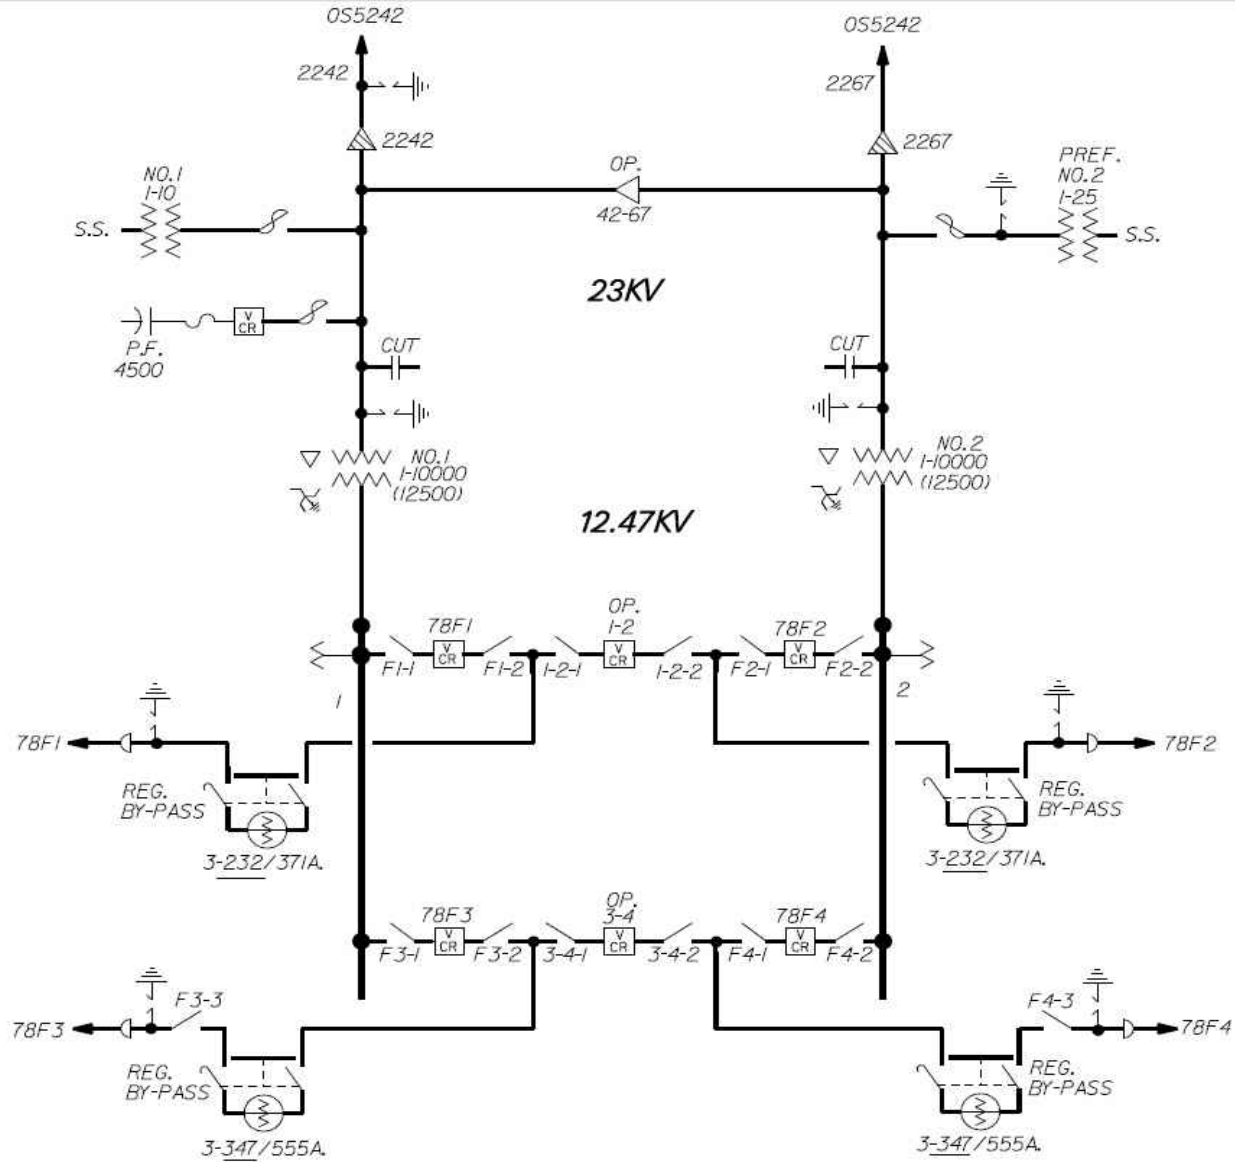 OS5242
OS5242
2242
2267
2242
2267
NO.1
1-10
S.S.
OP.
42-67
PREF.
NO.2
1-25
S.S.
23KV
V
CR
P.F.
4500
CUT
CUT
NO.1
1-10000
(12500)
NO.2
1-10000
(12500)
12.47KV
F1-1
78F1
V
CR
F1-2
1-2-1
OP.
1-2
V
CR
1-2-2
F2-1
78F2
V
CR
F2-2
1
2
78F1
REG.
BY-PASS
3-232/371A.
78F2
REG.
BY-PASS
3-232/371A.
F3-1
78F3
V
CR
F3-2
3-4-1
OP.
3-4
V
CR
3-4-2
F4-1
78F4
V
CR
F4-2
78F3
F3-3
REG.
BY-PASS
3-347/555A.
F4-3
78F4
REG.
BY-PASS
3-347/555A.